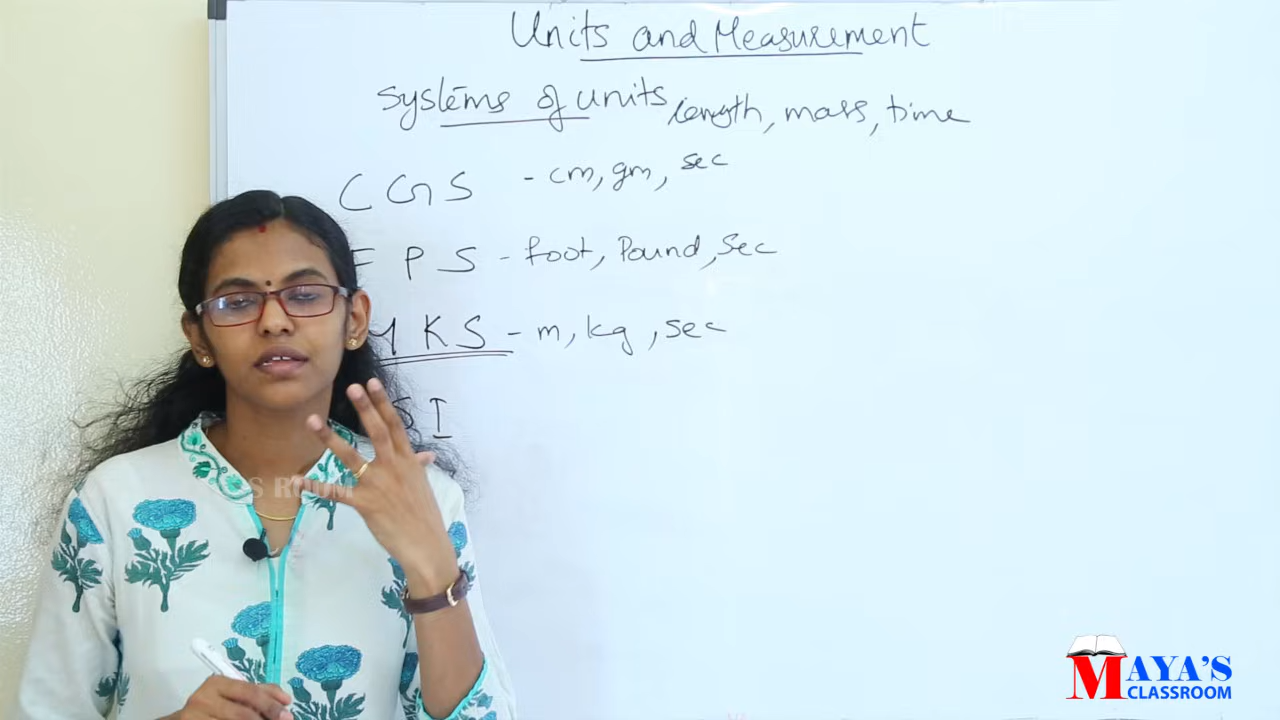 Units and Measurement
Systems of units length, mass, time
CGS - cm, gm, sec
FPS - foot, Pound, Sec
MKS - m, kg, sec
SI
S ROOM
MAYA'S
CLASSROOM